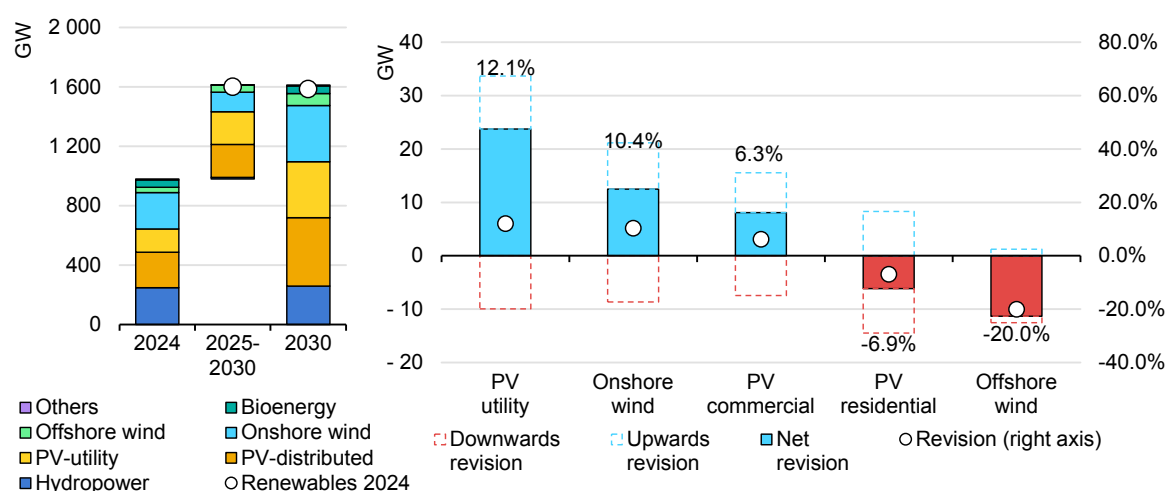 GW
2 000
1 600
1 200
800
400
0
2024
2025-
2030
2030
Others
Bioenergy
Offshore wind
Onshore wind
PV-utility
PV-distributed
Hydropower
Renewables 2024
GW
40
30
20
10
0
- 10
- 20
80.0%
60.0%
40.0%
20.0%
0.0%
-20.0%
-40.0%
12.1%
10.4%
6.3%
-6.9%
-20.0%
PV
utility
Onshore
wind
PV
commercial
PV
residential
Offshore
wind
Downwards
revision
Upwards
revision
Net
revision
Revision (right axis)